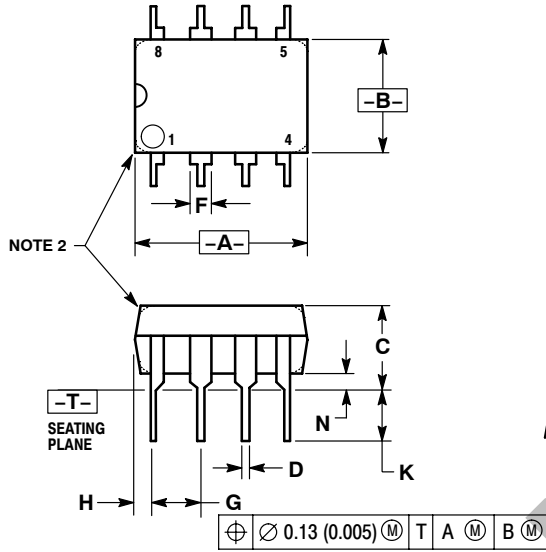 8 5
–B–
1 4
F
NOTE 2
–A–
C
–T–
N
SEATING
PLANE
D
K
H
G
⌖ ∅ 0.13 (0.005) Ⓜ T A Ⓜ B Ⓜ